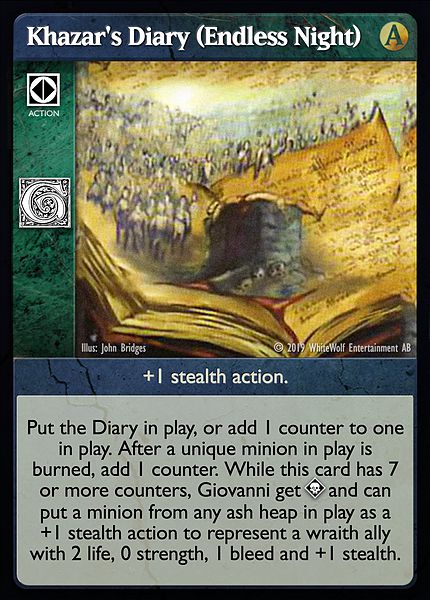 Khazar's Diary (Endless Night)
A
ACTION
Illus: John Bridges
© 2019 WhiteWolf Entertainment AB
+1 stealth action.
Put the Diary in play, or add 1 counter to one
in play. After a unique minion in play is
burned, add 1 counter. While this card has 7
or more counters, Giovanni get and can
put a minion from any ash heap in play as a
+1 stealth action to represent a wraith ally
with 2 life, 0 strength, 1 bleed and +1 stealth.